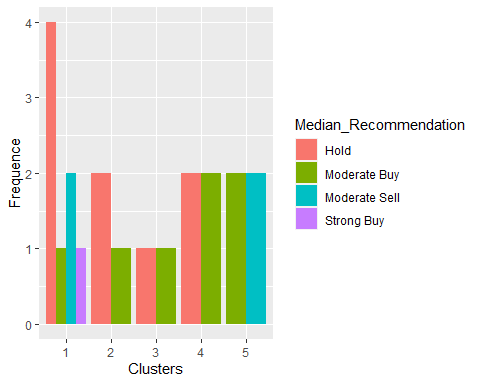 4
3
2
1
0
Frequence
1 2 3 4 5
Clusters
Median_Recommendation
Hold
Moderate Buy
Moderate Sell
Strong Buy